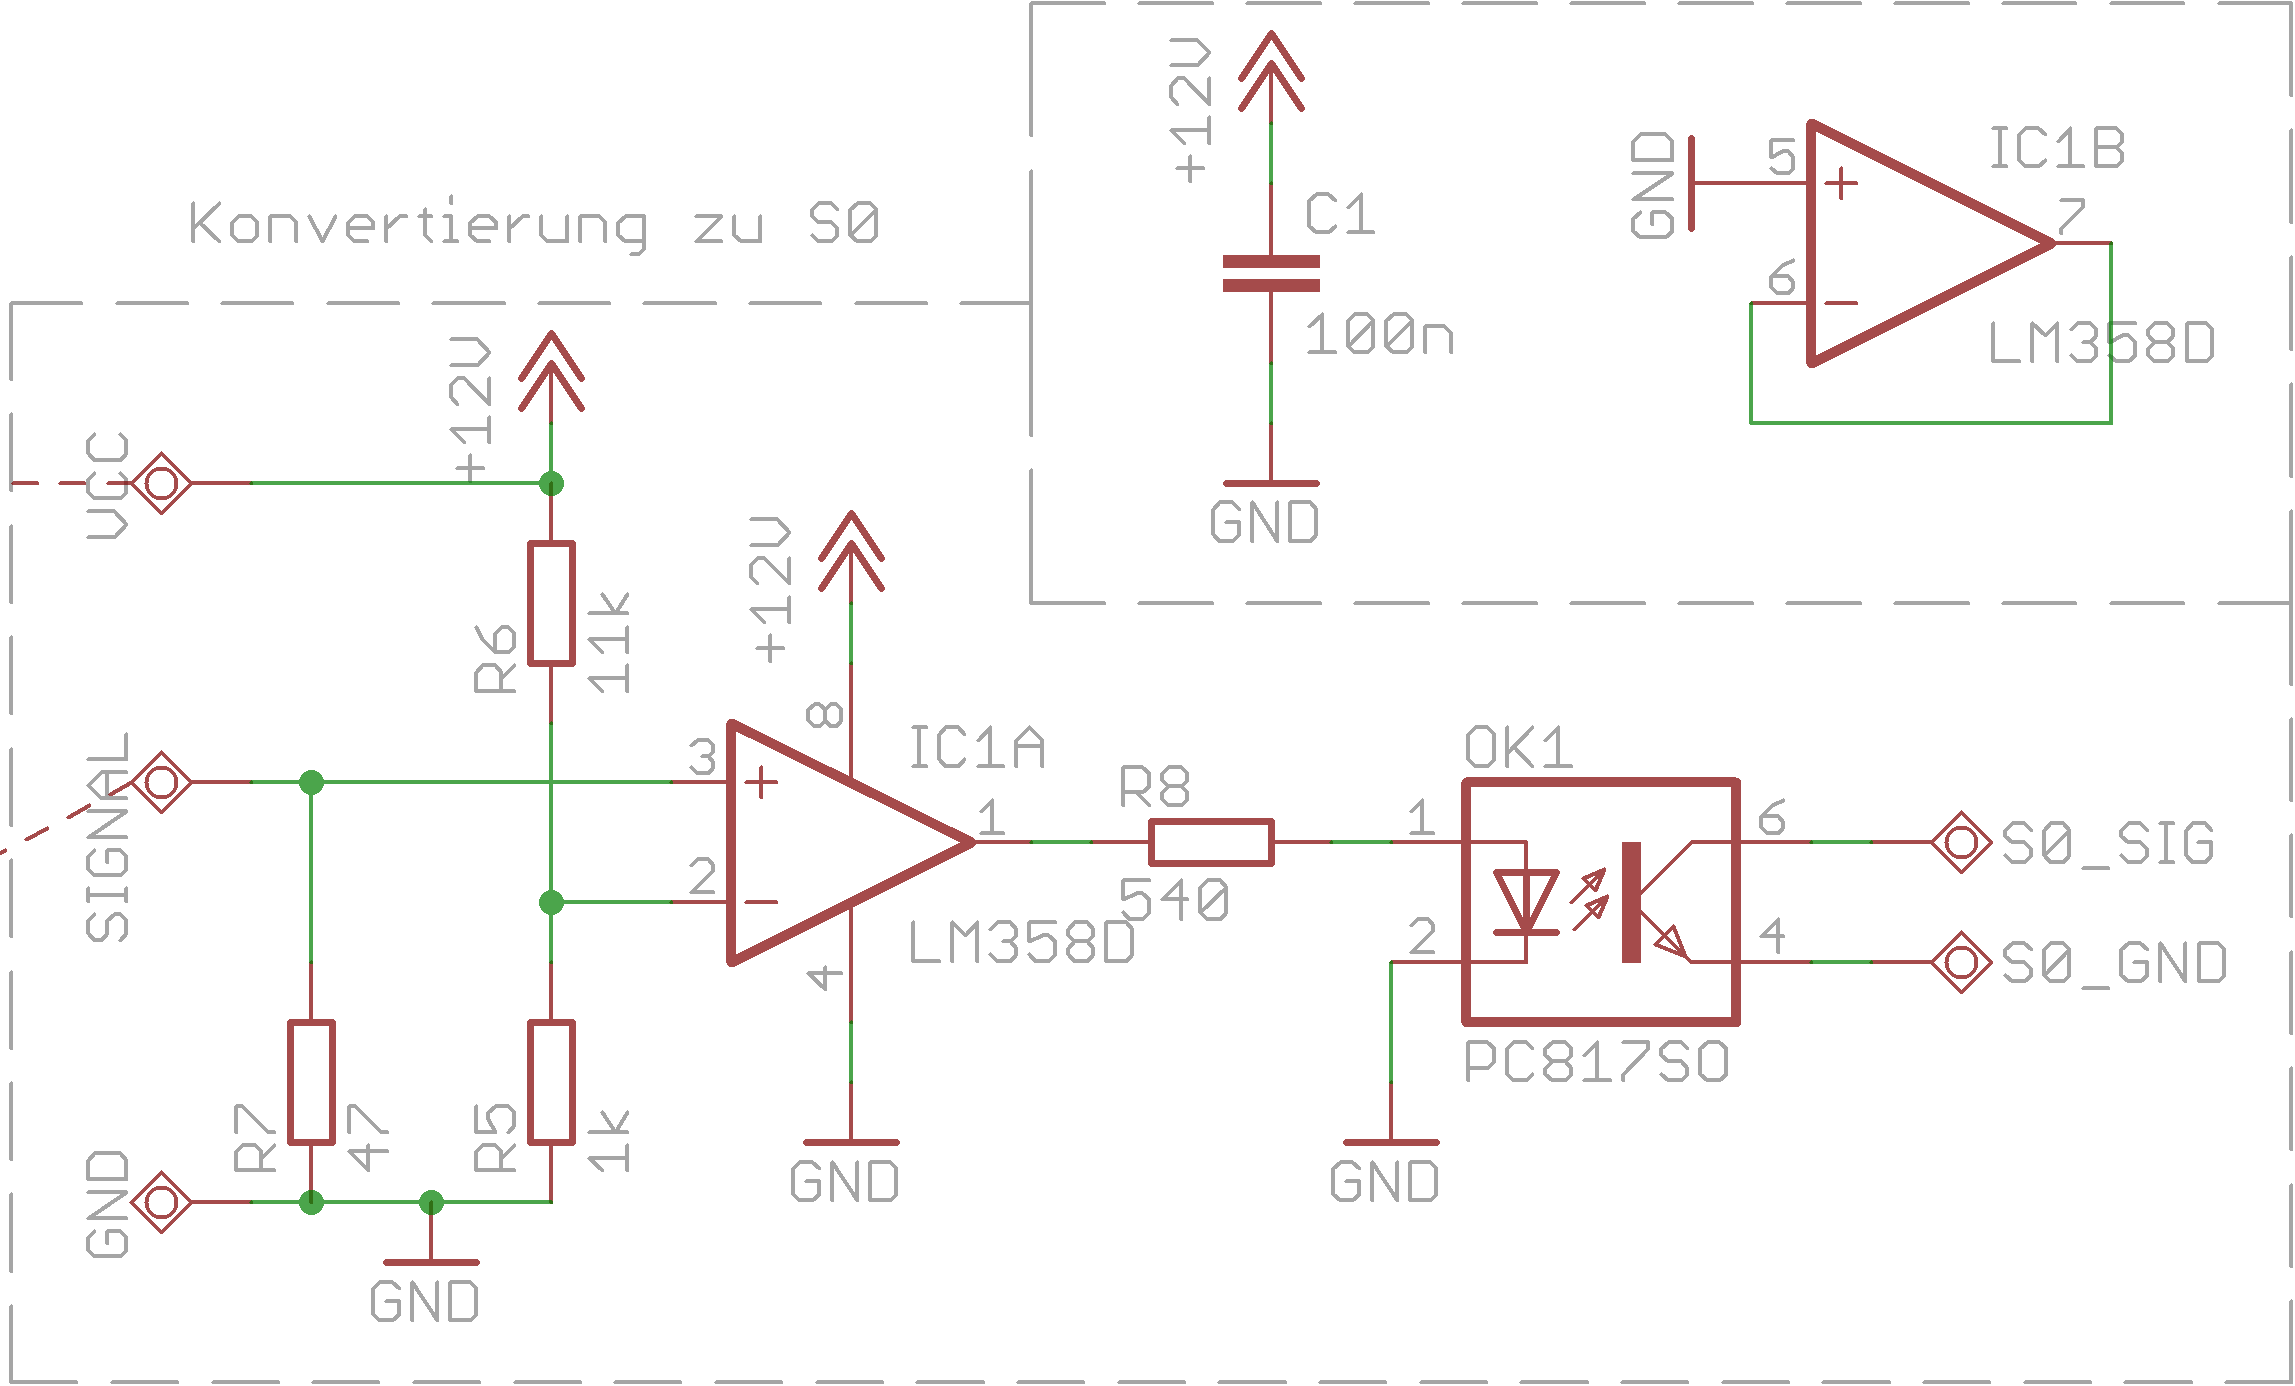 Konvertierung zu S0
+12V
C1
100n
GND
GND
5
6
7
IC1B
LM358D
VCC
+12V
R6
11k
+12V
8
SIGNAL
3
2
IC1A
1
LM358D
4
GND
R8
540
OK1
1
2
6
4
PC817SO
S0_SIG
S0_GND
GND
R7
47
R5
1k
GND
GND